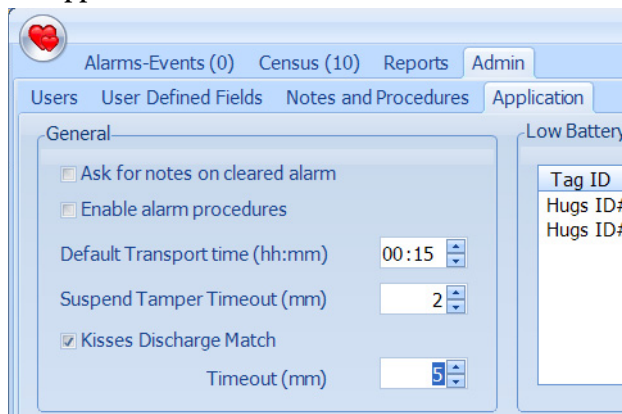 Alarms-Events (0) Census (10) Reports Admin
Users User Defined Fields Notes and Procedures Application
General
Ask for notes on cleared alarm
Enable alarm procedures
Default Transport time (hh:mm) 00:15
Suspend Tamper Timeout (mm) 2
Kisses Discharge Match
Timeout (mm) 5
Low Battery
Tag ID
Hugs ID#
Hugs ID#